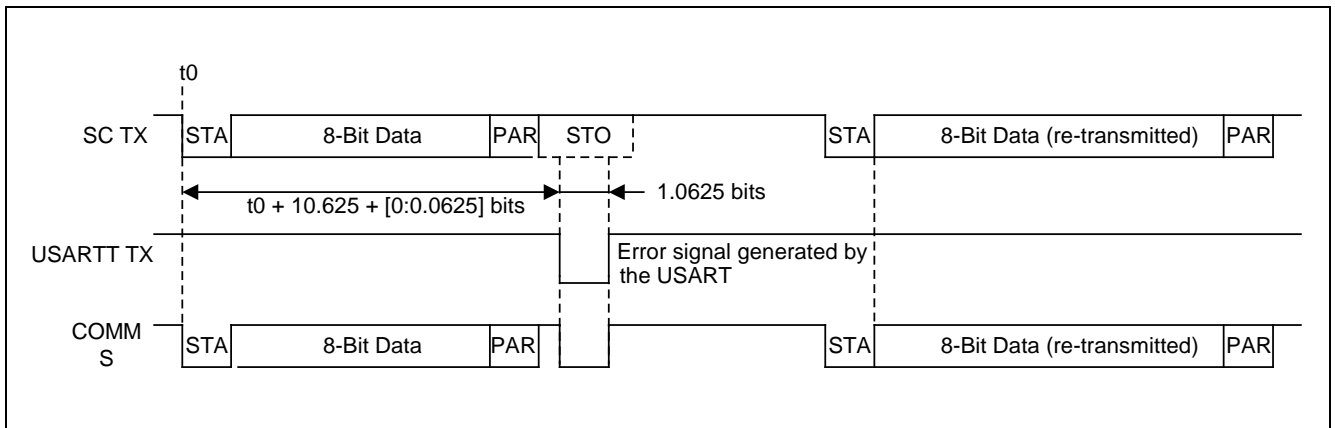 t0
SC TX STA 8-Bit Data PAR STO STA 8-Bit Data (re-transmitted) PAR
t0 + 10.625 + [0:0.0625] bits 1.0625 bits
USARTT TX Error signal generated by
the USART
COMM
S
STA 8-Bit Data PAR STA 8-Bit Data (re-transmitted) PAR